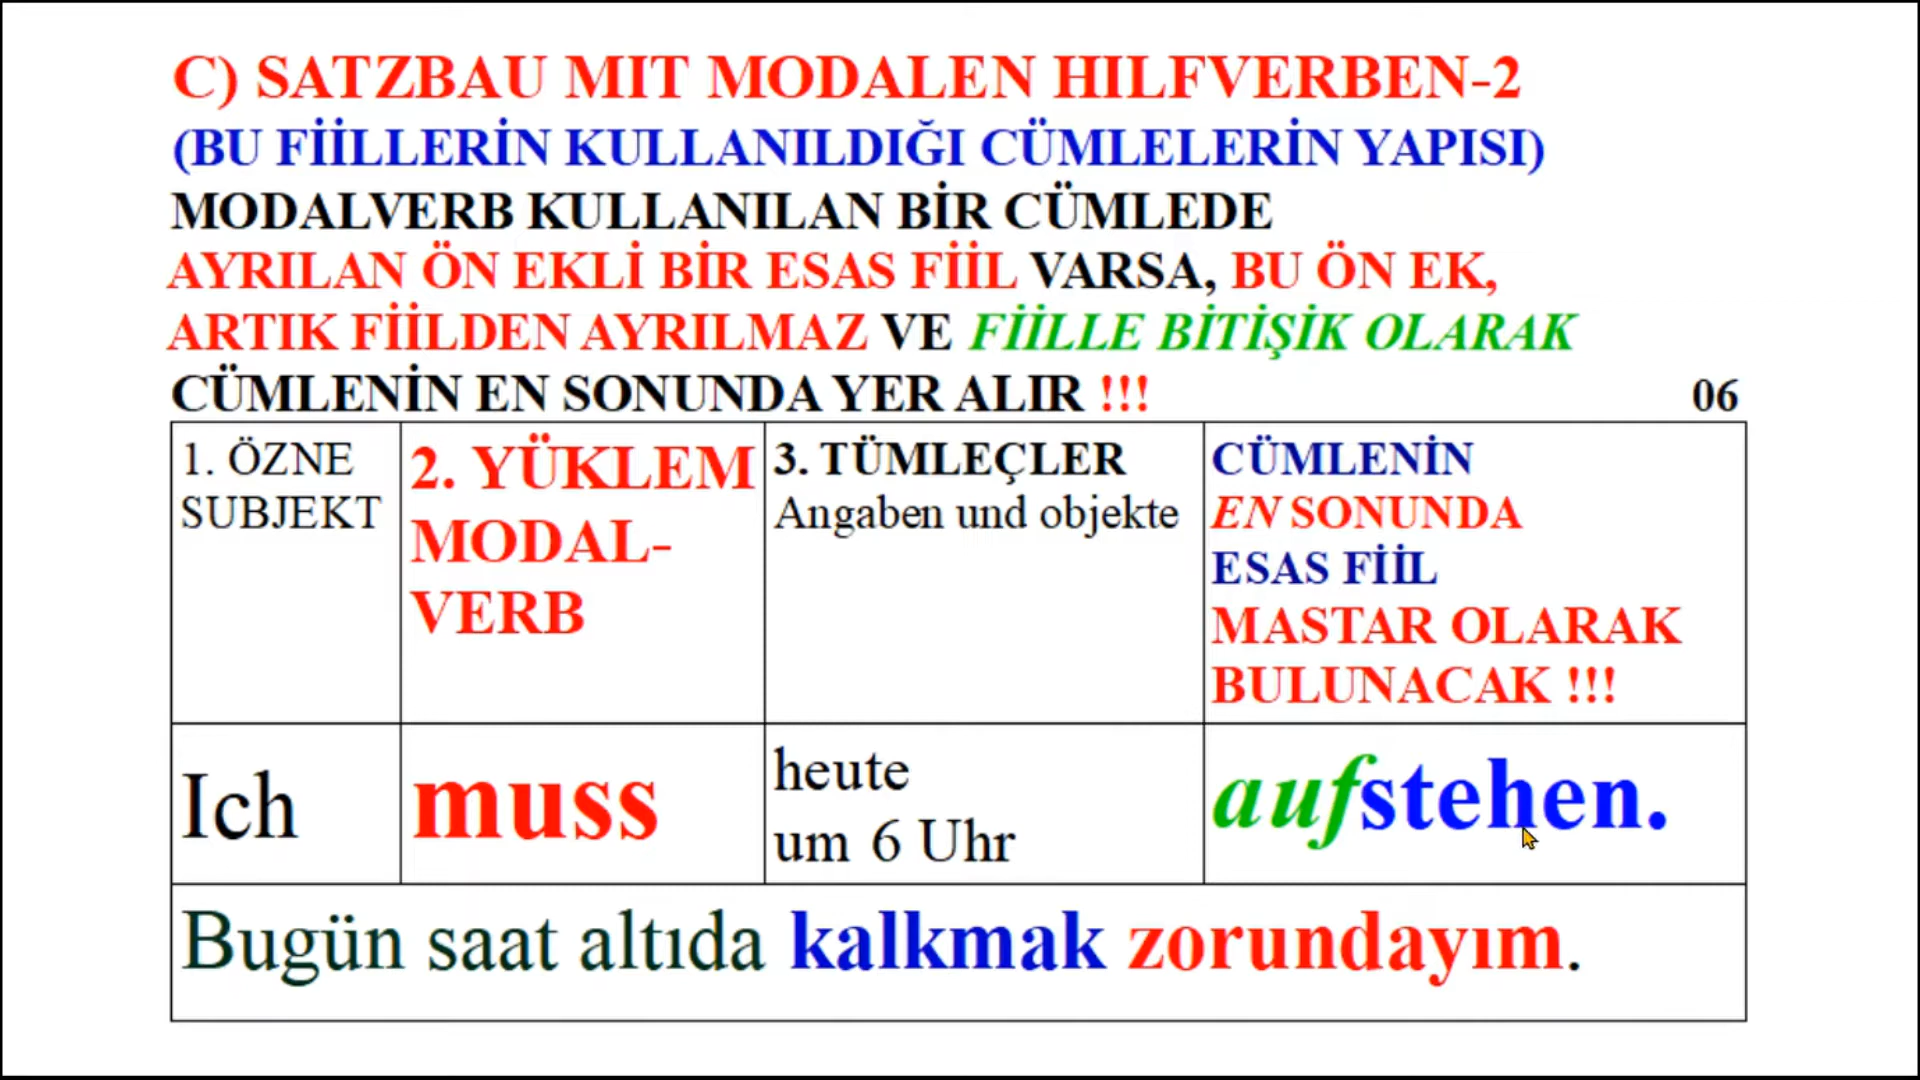 C) SATZBAU MIT MODALEN HILFVERBEN-2
(BU FİİLLERİN KULLANILDIĞI CÜMLELERİN YAPISI)
MODALVERB KULLANILAN BİR CÜMLEDE
AYRILAN ÖN EKLİ BİR ESAS FİİL VARSA, BU ÖN EK,
ARTIK FİİLDEN AYRILMAZ VE FİİLLE BİTİŞİK OLARAK
CÜMLENİN EN SONUNDA YER ALIR !!! 06
1. ÖZNE
SUBJEKT
2. YÜKLEM
MODAL-
VERB
3. TÜMLEÇLER
Angaben und objekte
CÜMLENİN
EN SONUNDA
ESAS FİİL
MASTAR OLARAK
BULUNACAK !!!
Ich
muss
heute
um 6 Uhr
aufstehen.
Bugün saat altıda kalkmak zorundayım.